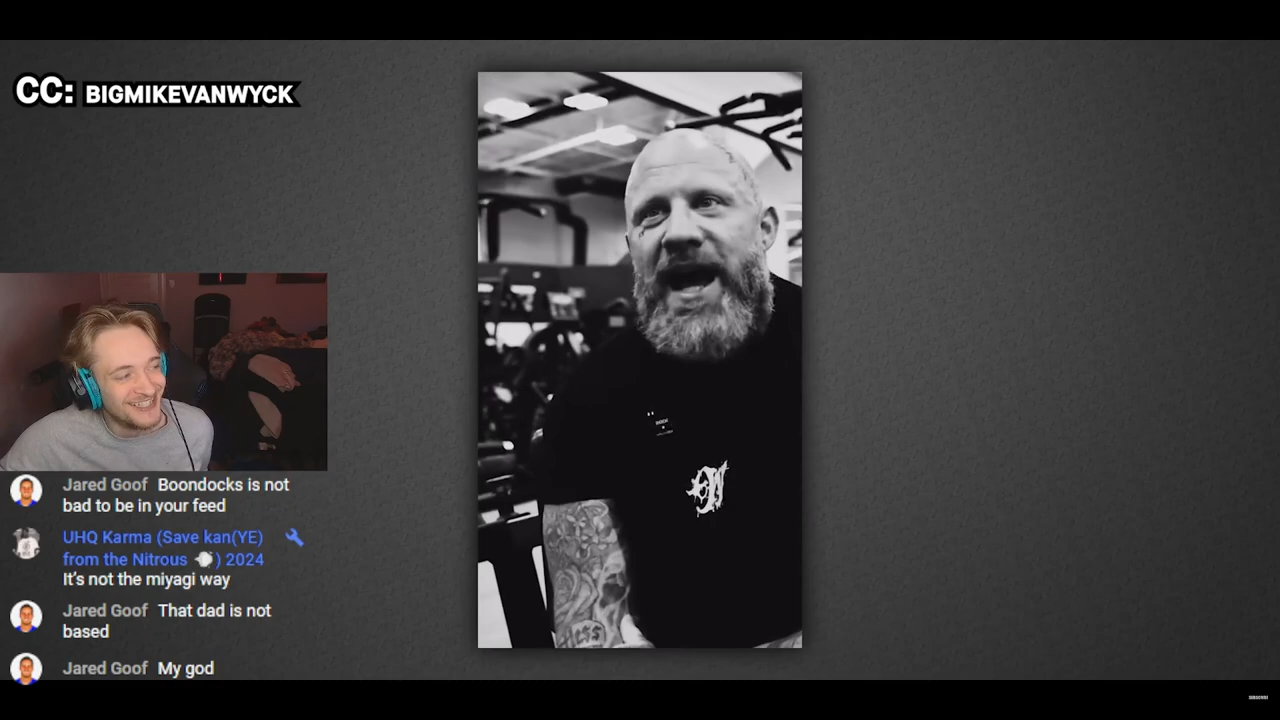 CC: BIGMIKEVANWYCK
Jared Goof Boondocks is not
bad to be in your feed
UHQ Karma (Save kan(YE)
from the Nitrous 💨) 2024
It's not the miyagi way
Jared Goof That dad is not
based
Jared Goof My god
SUBSCRIBE